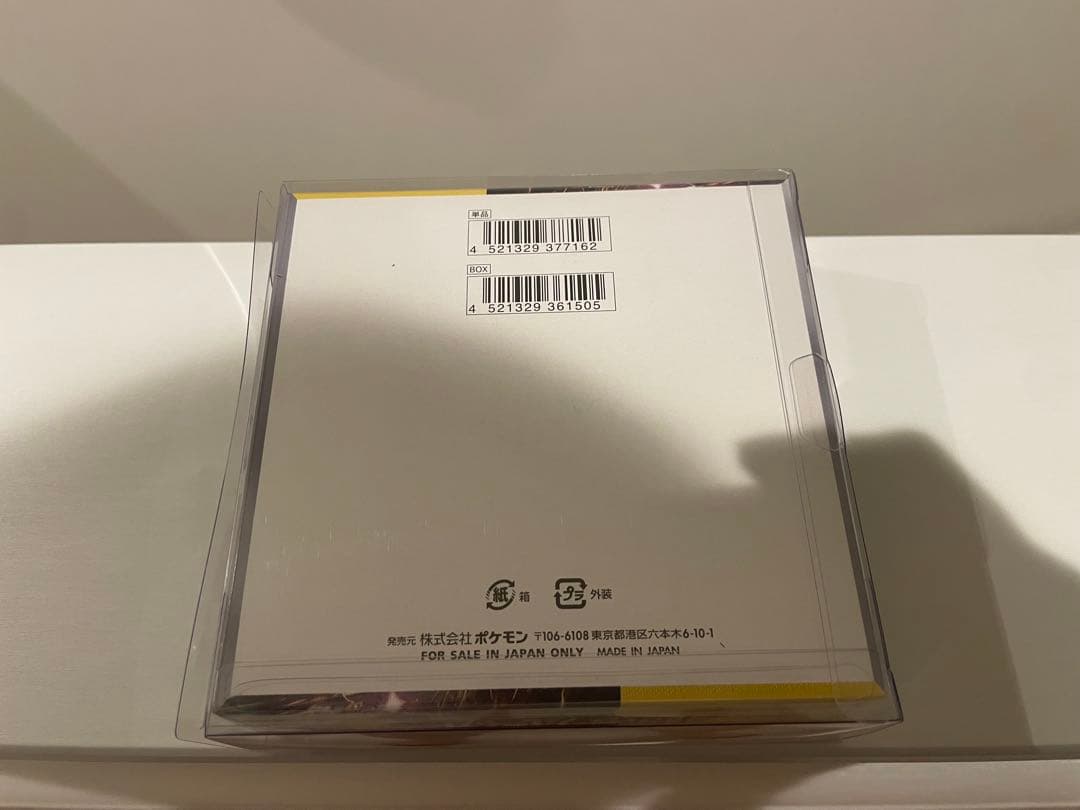 単品
4 521329 377162
BOX
4 521329 361505
紙 箱 プラ 外装
発売元 株式会社 ポケモン 〒106-6108 東京都港区六本木6-10-1
FOR SALE IN JAPAN ONLY MADE IN JAPAN